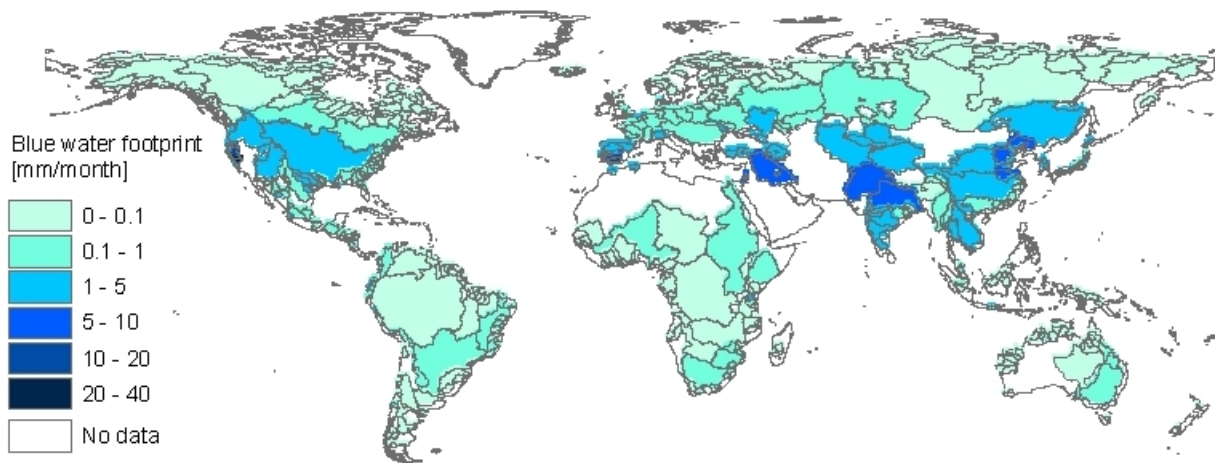 Blue water footprint
[mm/month]
0 - 0.1
0.1 - 1
1 - 5
5 - 10
10 - 20
20 - 40
No data